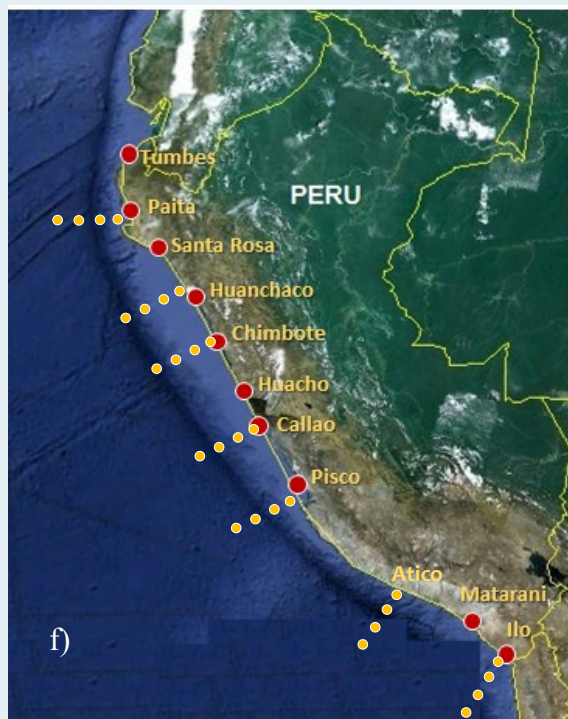 Tumbes
PERU
Paita
Santa Rosa
Huanchaco
Chimbote
Huacho
Callao
Pisco
Atico
Matarani
Ilo
f)